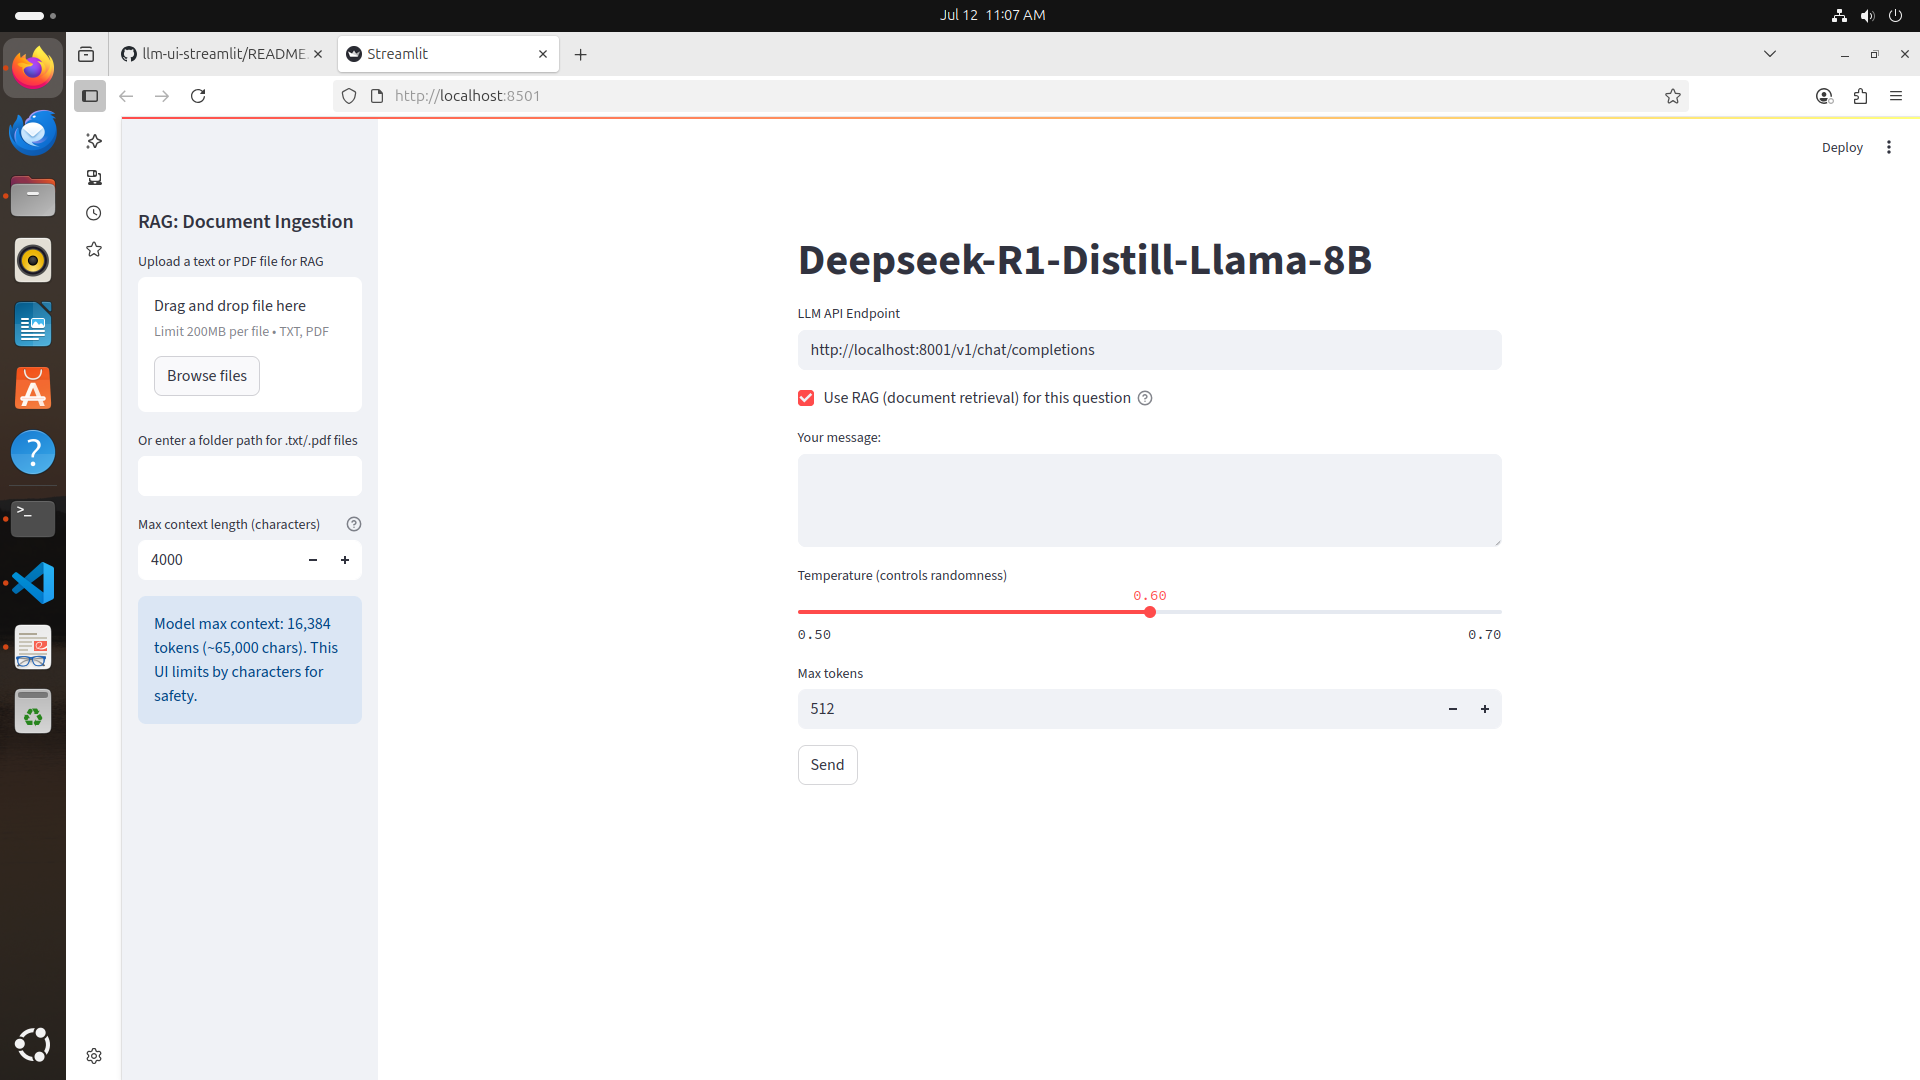 Jul 12 11:07 AM
llm-ui-streamlit/README
Streamlit
http://localhost:8501
Deploy
RAG: Document Ingestion
Upload a text or PDF file for RAG
Drag and drop file here
Limit 200MB per file • TXT, PDF
Browse files
Or enter a folder path for .txt/.pdf files
Max context length (characters)
4000
Model max context: 16,384
tokens (~65,000 chars). This
UI limits by characters for
safety.
Deepseek-R1-Distill-Llama-8B
LLM API Endpoint
http://localhost:8001/v1/chat/completions
Use RAG (document retrieval) for this question
Your message:
Temperature (controls randomness)
0.60
0.50
0.70
Max tokens
512
Send